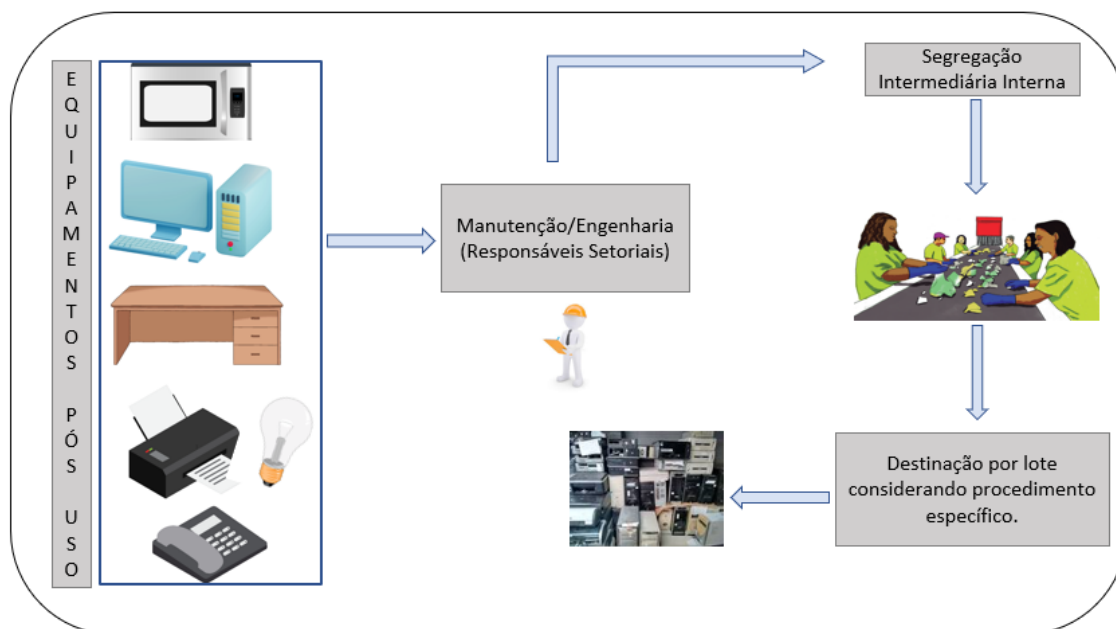 EQUIPAMENTOS PÓS USO
Manutenção/Engenharia
(Responsáveis Setoriais)
Segregação
Intermediária Interna
Destinação por lote
considerando procedimento
específico.